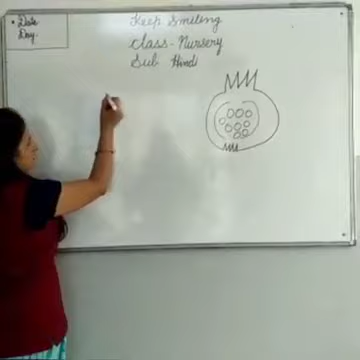 Date
Day:
Keep Smiling
Class- Nursery
Sub Hindi